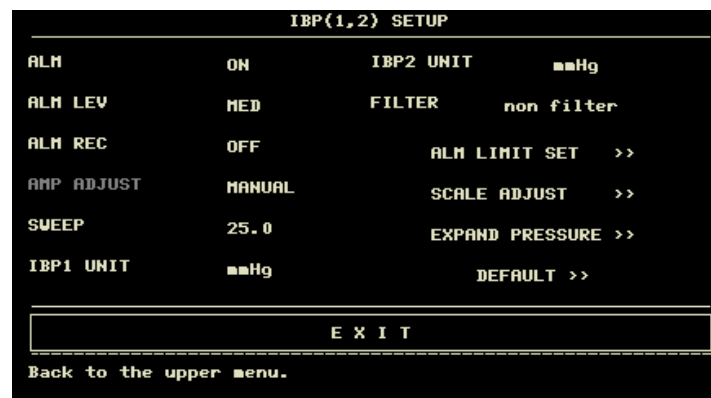 IBP(1,2) SETUP
ALM ON IBP2 UNIT mmHg
ALM LEV MED FILTER non filter
ALM REC OFF ALM LIMIT SET >>
AMP ADJUST MANUAL SCALE ADJUST >>
SWEEP 25.0 EXPAND PRESSURE >>
IBP1 UNIT mmHg DEFAULT >>
E X I T
Back to the upper menu.